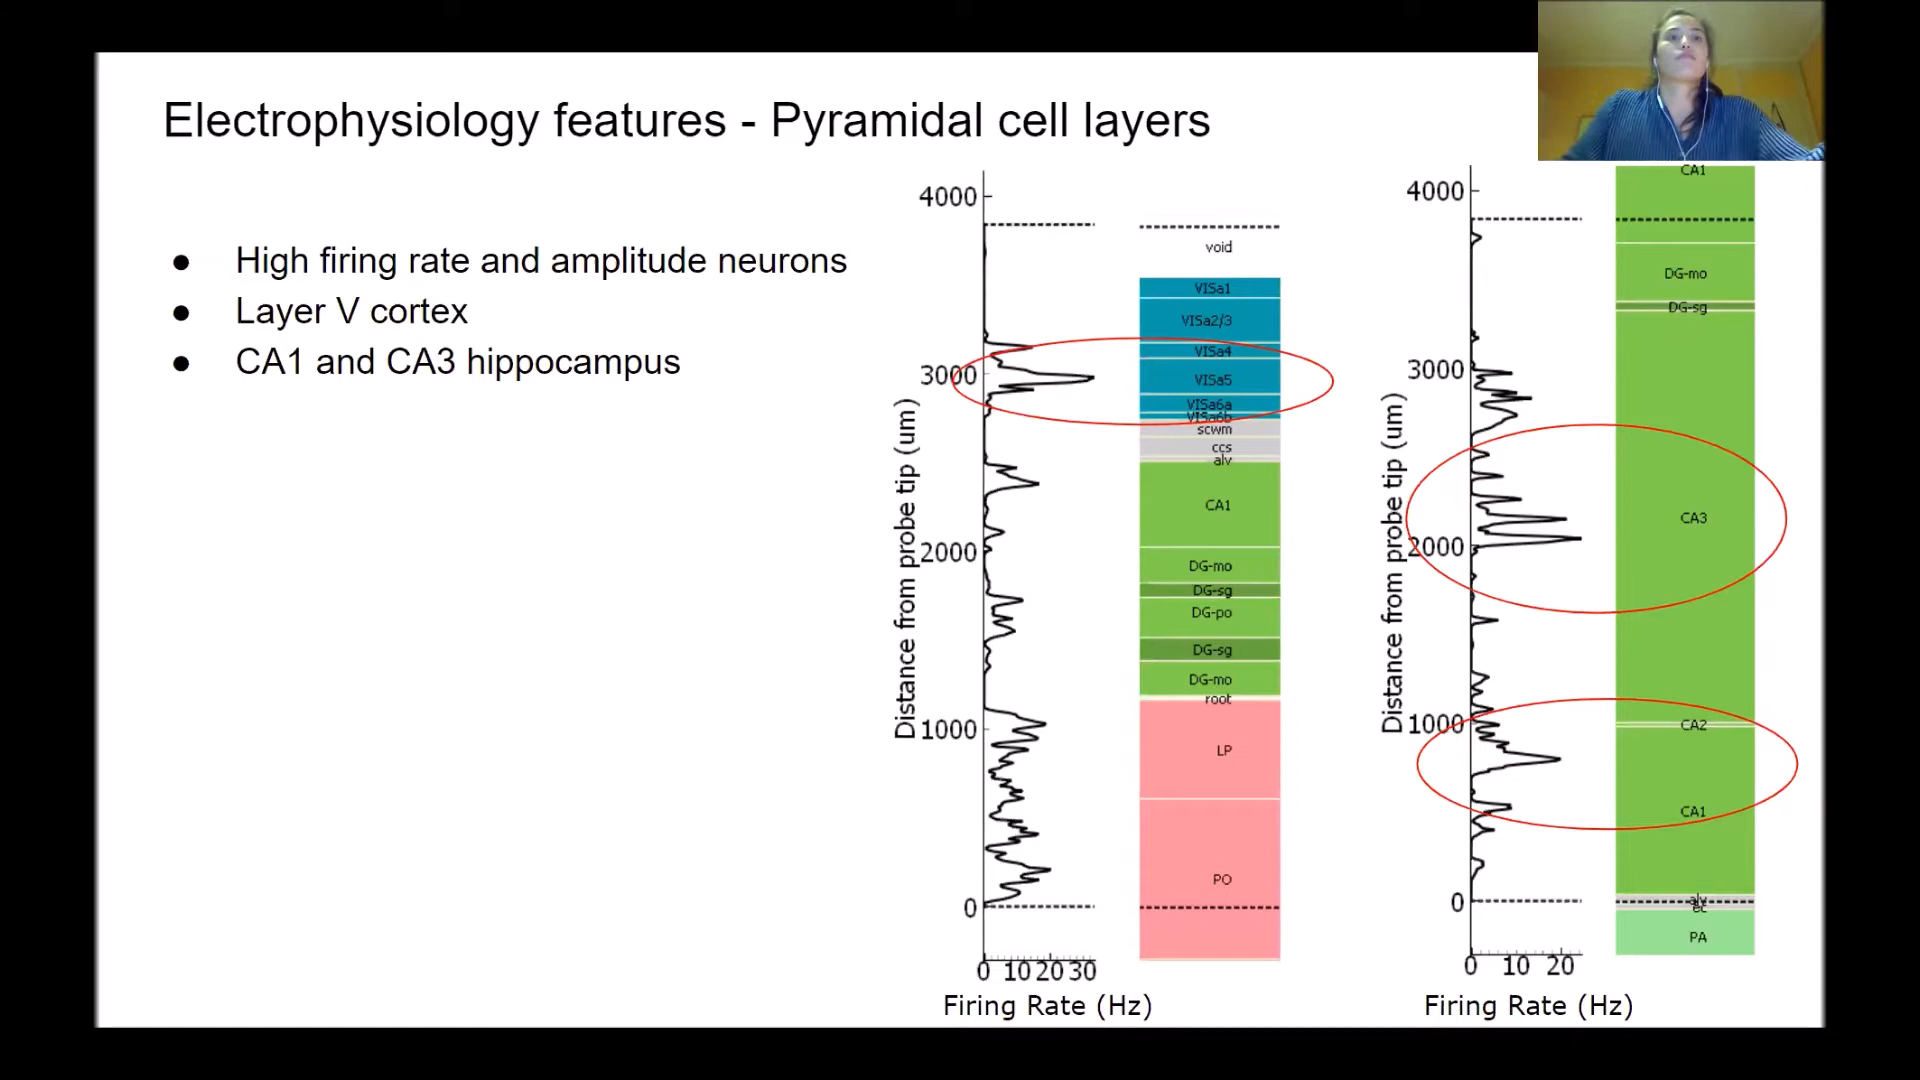 Electrophysiology features - Pyramidal cell layers
● High firing rate and amplitude neurons
● Layer V cortex
● CA1 and CA3 hippocampus
Distance from probe tip (um)
4000
3000
2000
1000
0
0 10 20 30
Firing Rate (Hz)
void
VISa1
VISa2/3
VISa4
VISa5
VISa6a
VISa6b
scwm
ccs
alv
CA1
DG-mo
DG-sg
DG-po
DG-sg
DG-mo
root
LP
PO
Distance from probe tip (um)
4000
3000
2000
1000
0
0 10 20
Firing Rate (Hz)
CA1
DG-mo
DG-sg
CA3
CA2
CA1
alv
ec
PA